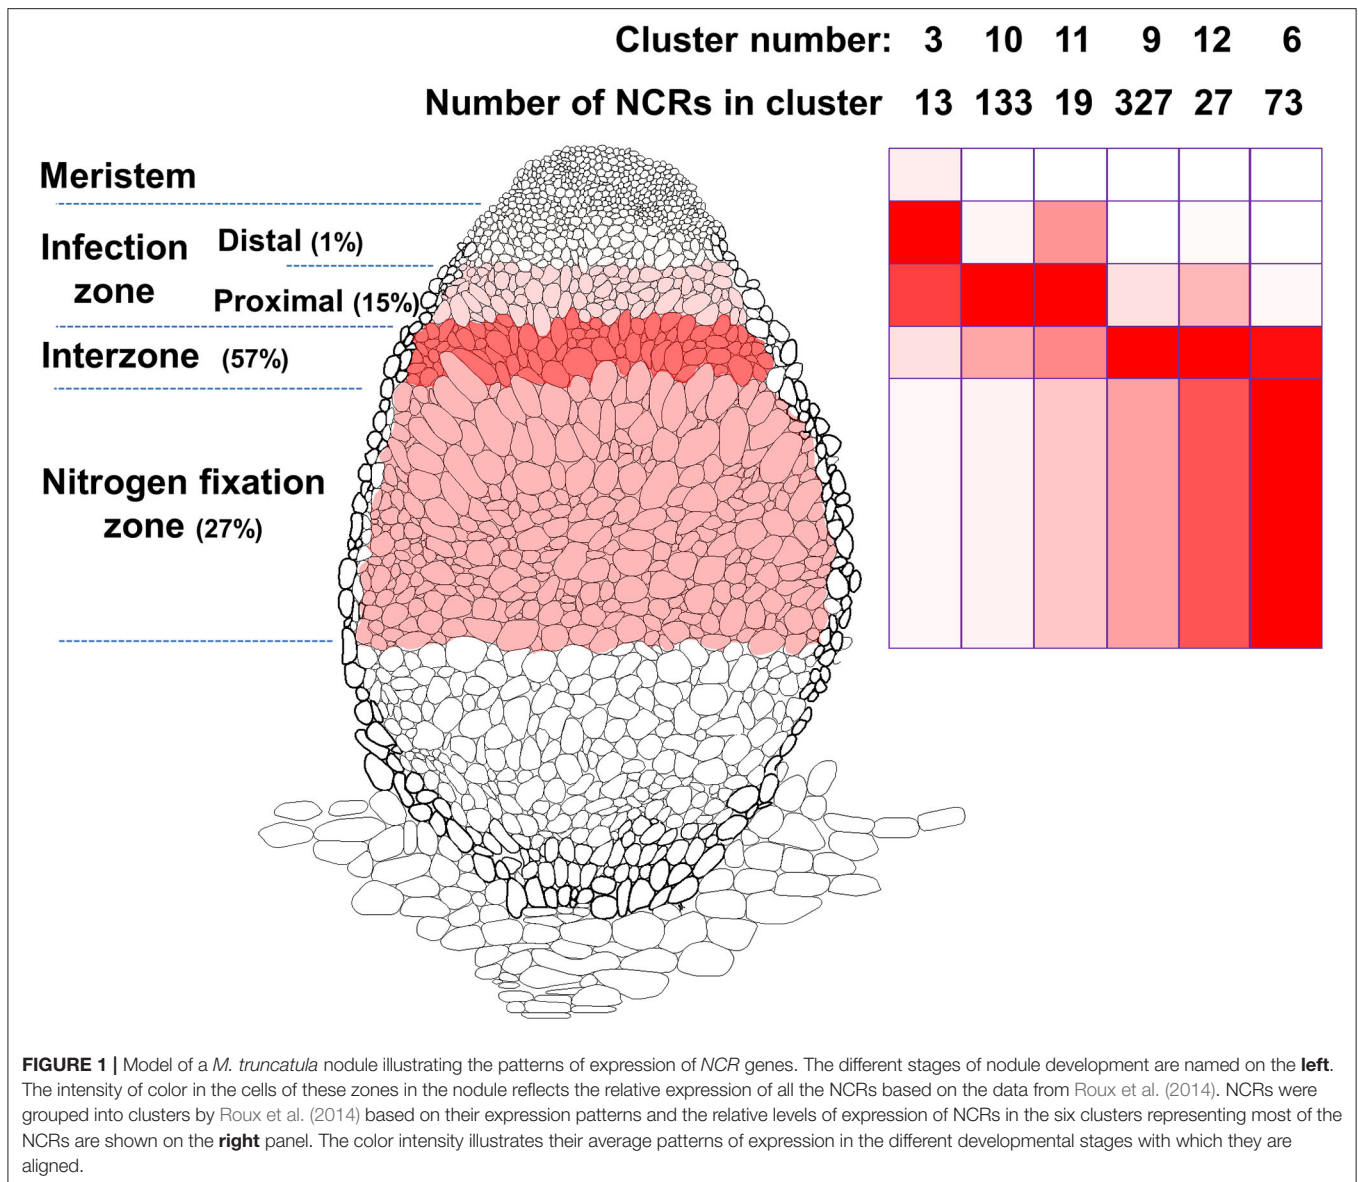 Cluster number: 3 10 11 9 12 6
Number of NCRs in cluster 13 133 19 327 27 73
Meristem
Infection zone
Distal (1%)
Proximal (15%)
Interzone (57%)
Nitrogen fixation
zone (27%)
FIGURE 1 | Model of a M. truncatula nodule illustrating the patterns of expression of NCR genes. The different stages of nodule development are named on the left.
The intensity of color in the cells of these zones in the nodule reflects the relative expression of all the NCRs based on the data from Roux et al. (2014). NCRs were
grouped into clusters by Roux et al. (2014) based on their expression patterns and the relative levels of expression of NCRs in the six clusters representing most of the
NCRs are shown on the right panel. The color intensity illustrates their average patterns of expression in the different developmental stages with which they are
aligned.